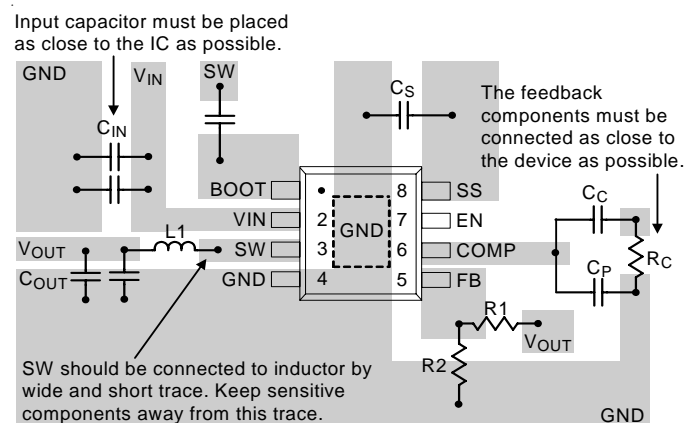 Input capacitor must be placed
as close to the IC as possible.
GND
VIN
SW
CS
CIN
The feedback
components must be
connected as close to
the device as possible.
BOOT
8 SS
VIN 2
GND
7 EN
CC
L1
VOUT
SW 3
6 COMP
RC
COUT
GND 4
5 FB
CP
R1
VOUT
R2
SW should be connected to inductor by
wide and short trace. Keep sensitive
components away from this trace.
GND